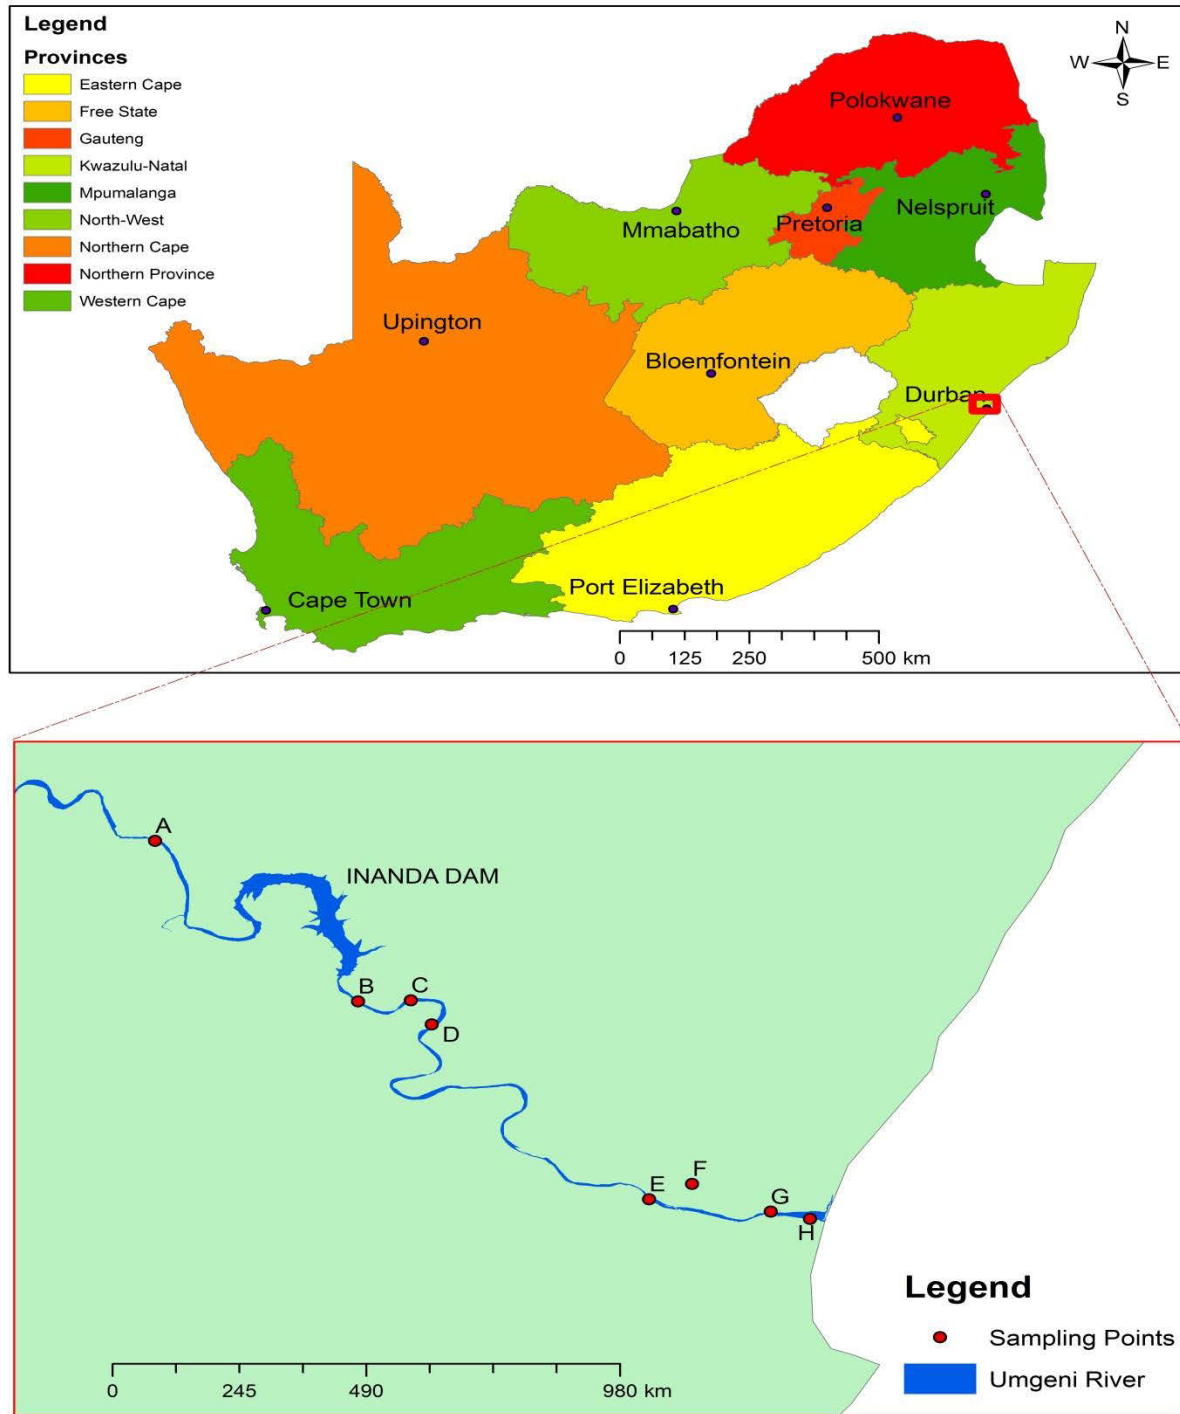 Legend
Provinces
Eastern Cape
Free State
Gauteng
Kwazulu-Natal
Mpumalanga
North-West
Northern Cape
Northern Province
Western Cape
N
W E
S
Polokwane
Nelspruit
Pretoria
Mmabatho
Upington
Bloemfontein
Durban
Port Elizabeth
Cape Town
0 125 250 500 km
A
INANDA DAM
B C
D
F
E
G
H
Legend
Sampling Points
Umgeni River
0 245 490 980 km